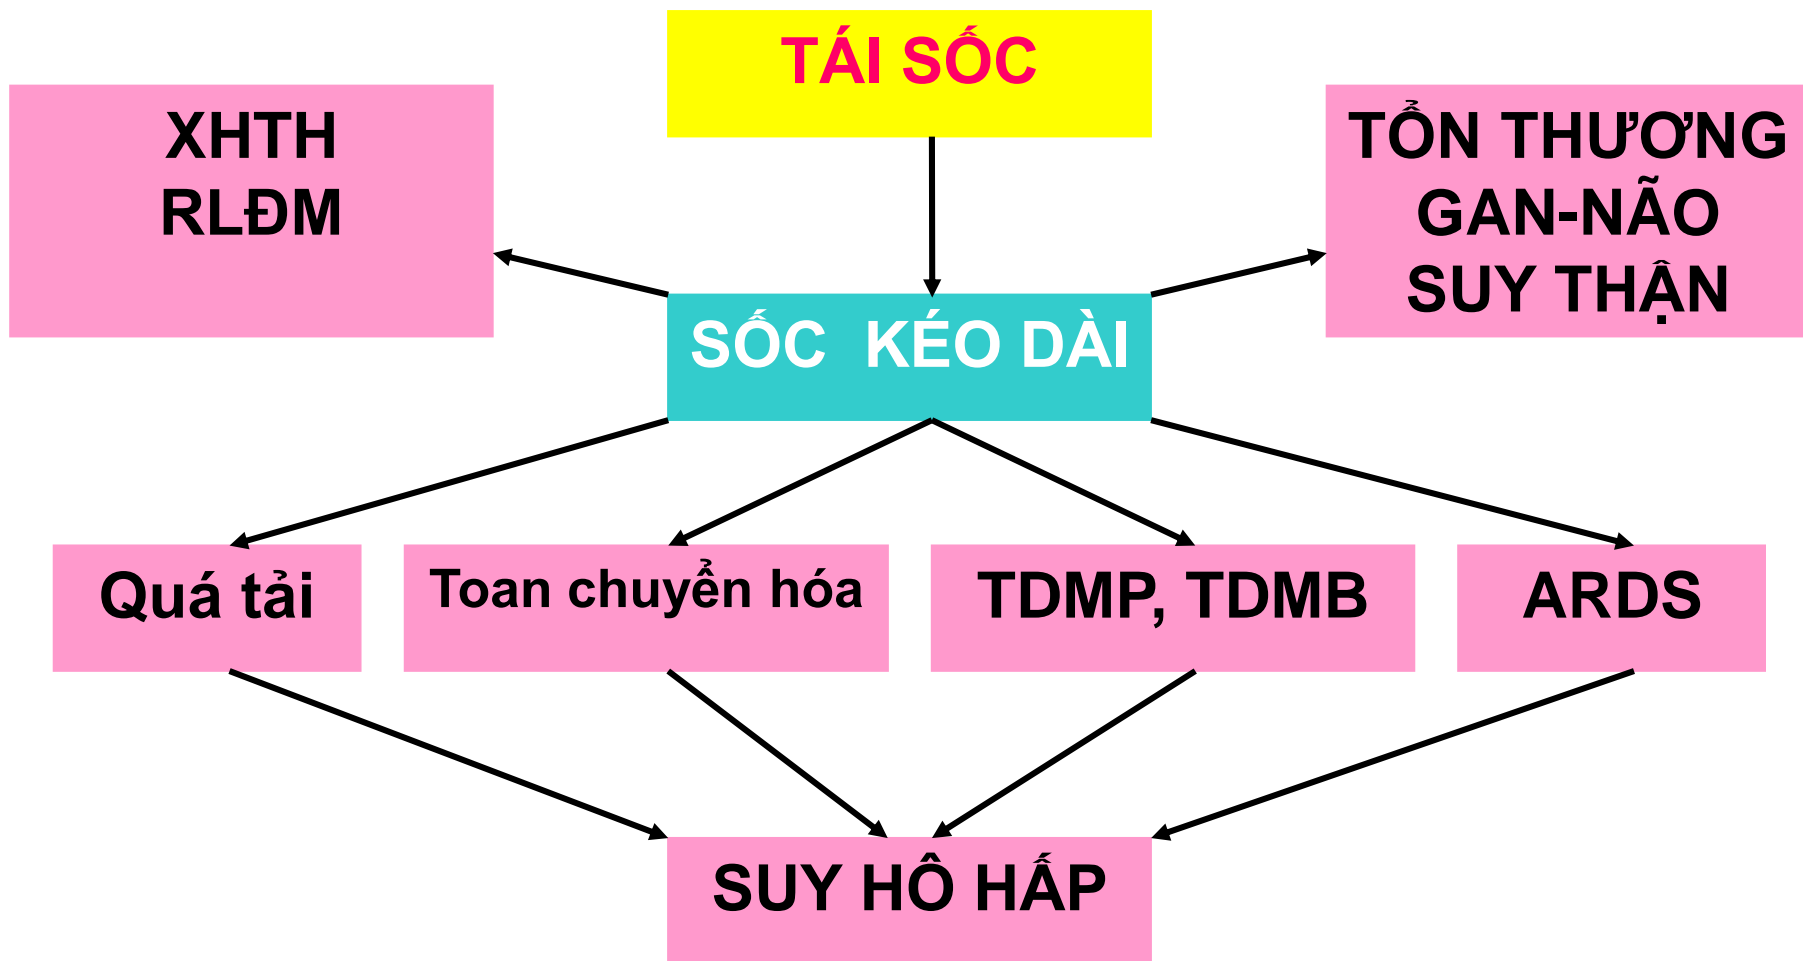 TÁI SỐC
XHTH
RLĐM
TỔN THƯƠNG
GAN-NÃO
SUY THẬN
SỐC KÉO DÀI
Quá tải
Toan chuyển hóa
TDMP, TDMB
ARDS
SUY HÔ HẤP